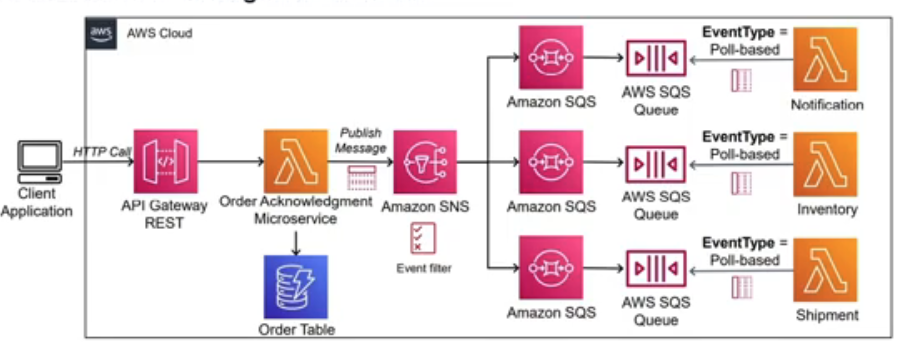 aws
AWS Cloud
Client
Application
HTTP Call
API Gateway
REST
Order Acknowledgment
Microservice
Order Table
Publish
Message
Amazon SNS
Event filter
Amazon SQS
AWS SQS
Queue
EventType =
Poll-based
Notification
Amazon SQS
AWS SQS
Queue
EventType =
Poll-based
Inventory
Amazon SQS
AWS SQS
Queue
EventType =
Poll-based
Shipment